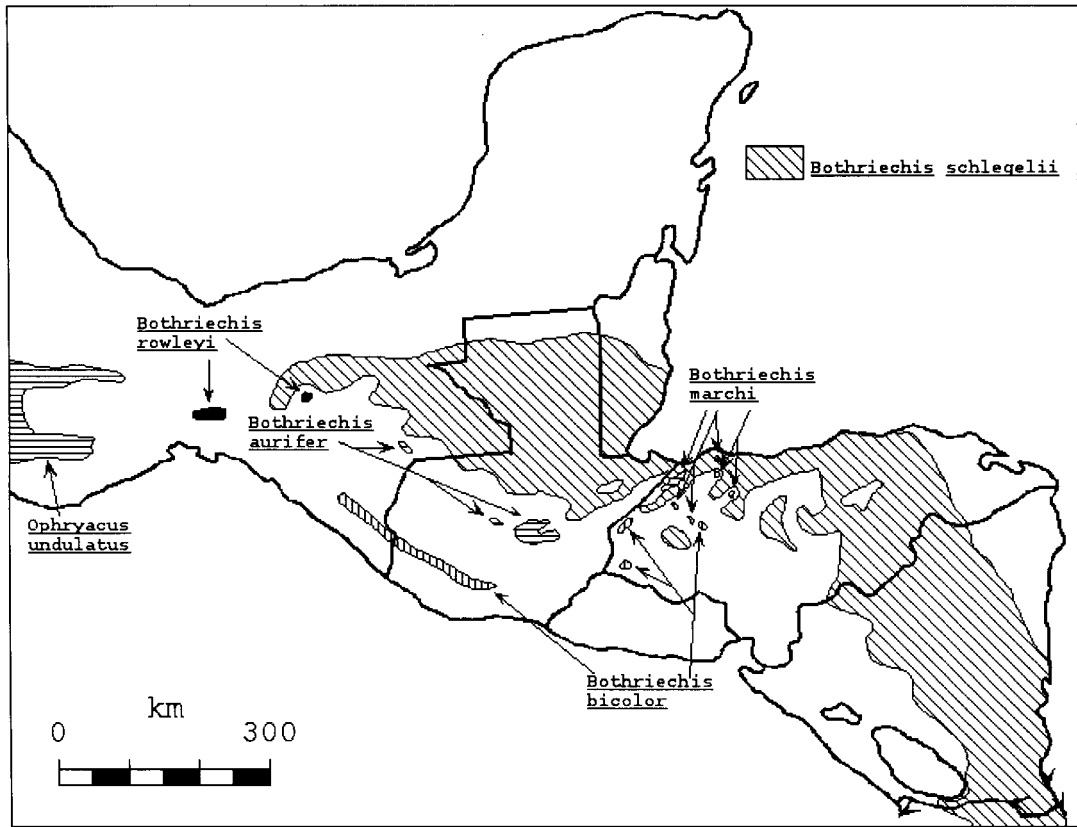 Bothriechis schlegelii
Bothriechis
rowleyi
Bothriechis
marchi
Bothriechis
aurifer
Ophryacus
undulatus
Bothriechis
bicolor
km
0 300